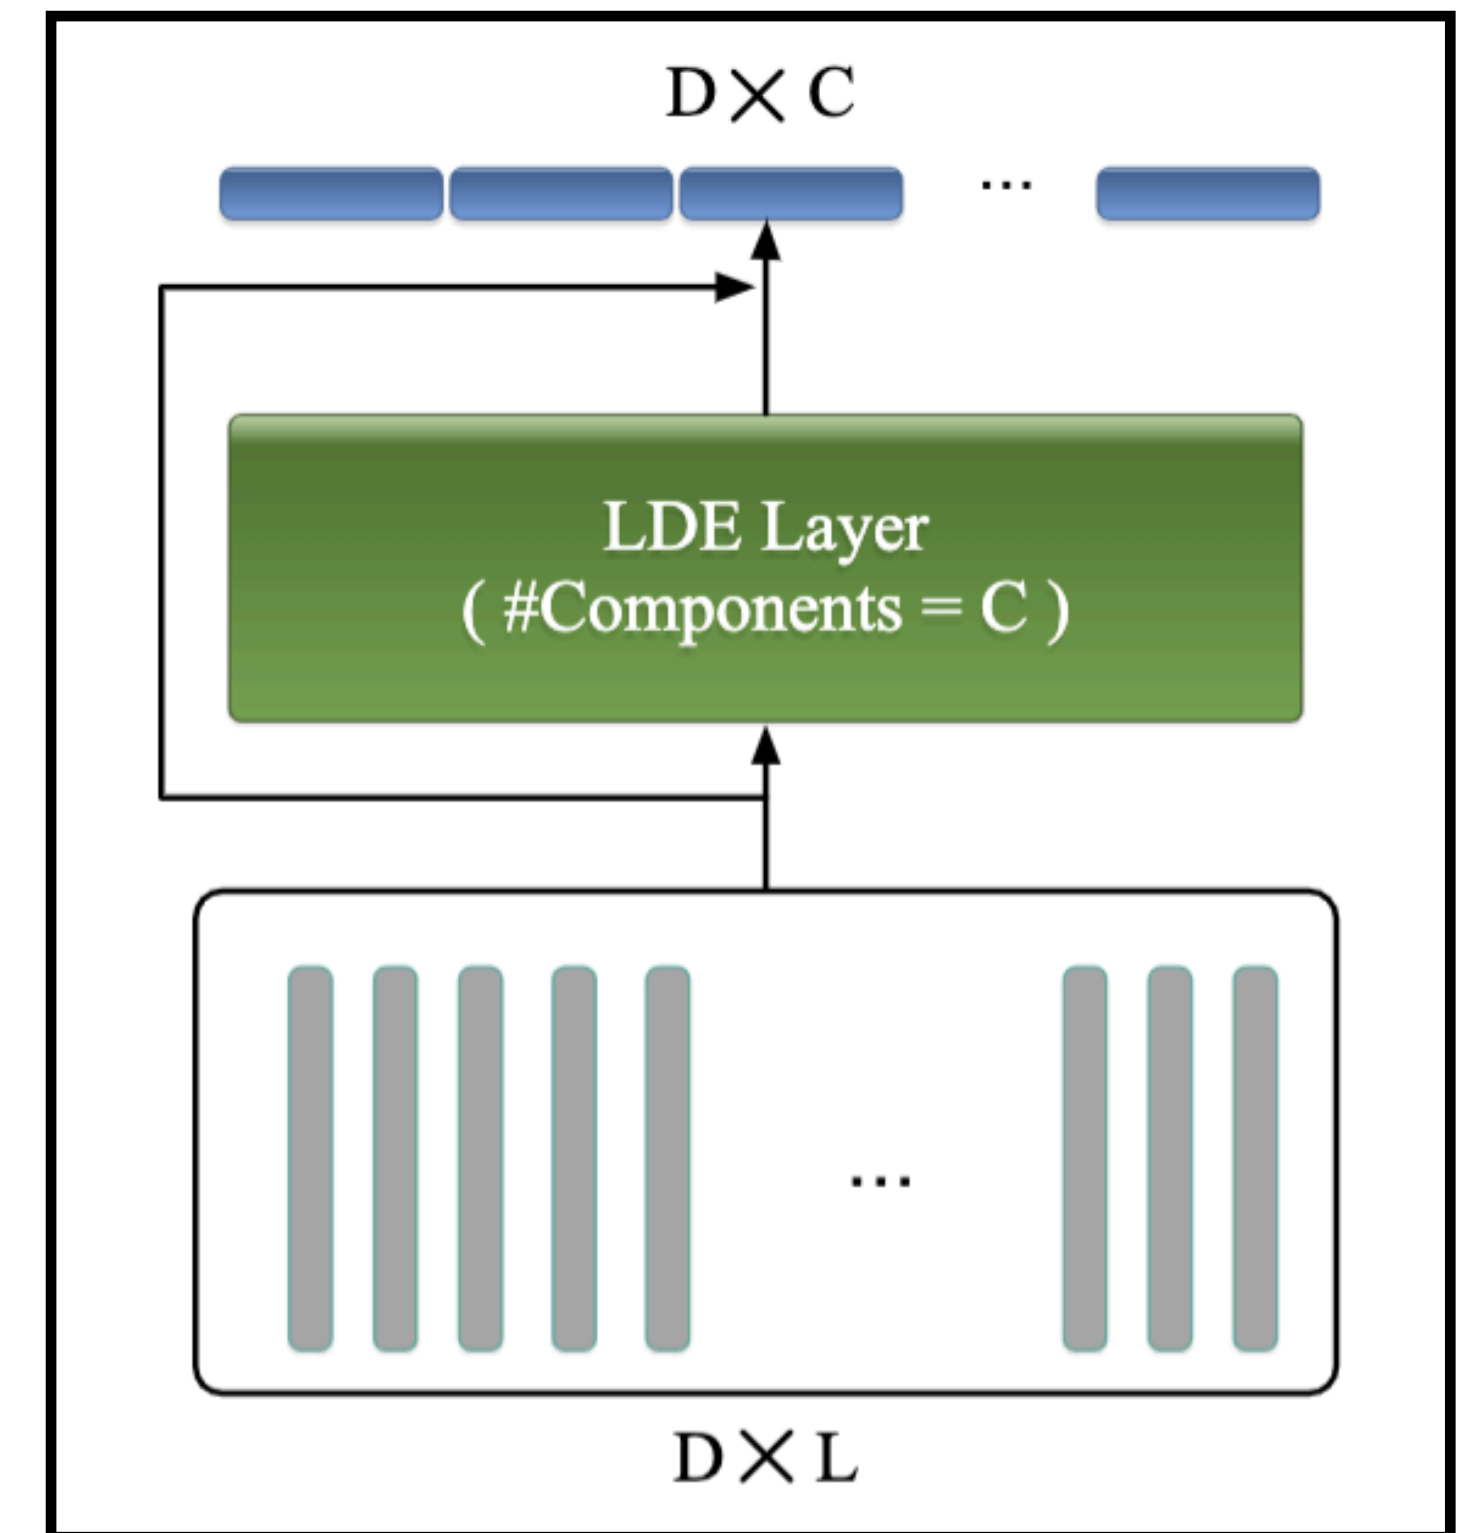 D × C
...
LDE Layer
( #Components = C )
...
D × L